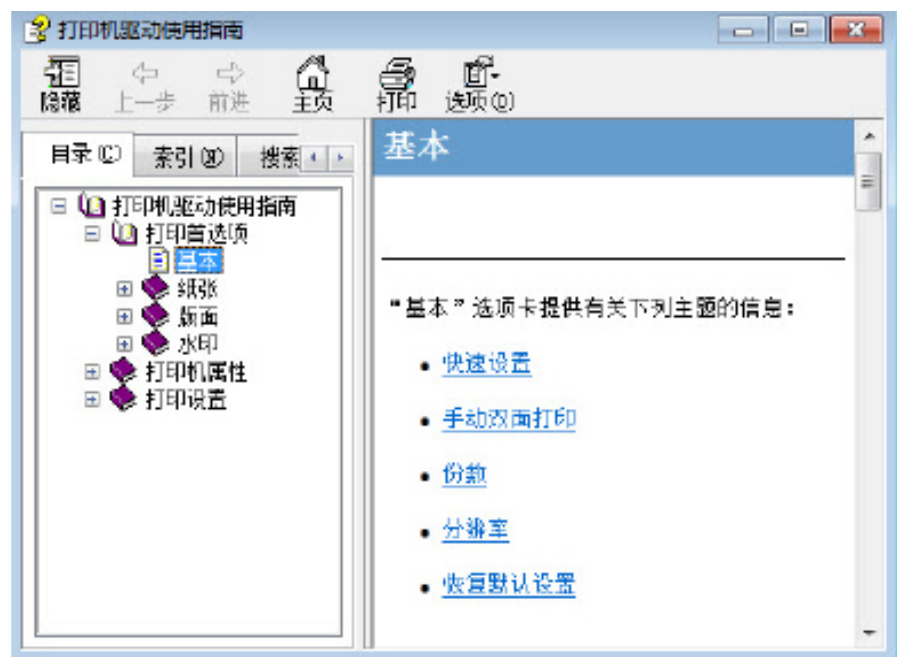 打印机驱动使用指南
隐藏 上一步 前进 主页 打印 选项(O)
目录(C) 索引(N) 搜索
打印机驱动使用指南
打印首选项
基本
纸张
版面
水印
打印机属性
打印设置
基本
“基本”选项卡提供有关下列主题的信息：
• 快速设置
• 手动双面打印
• 份数
• 分辨率
• 恢复默认设置